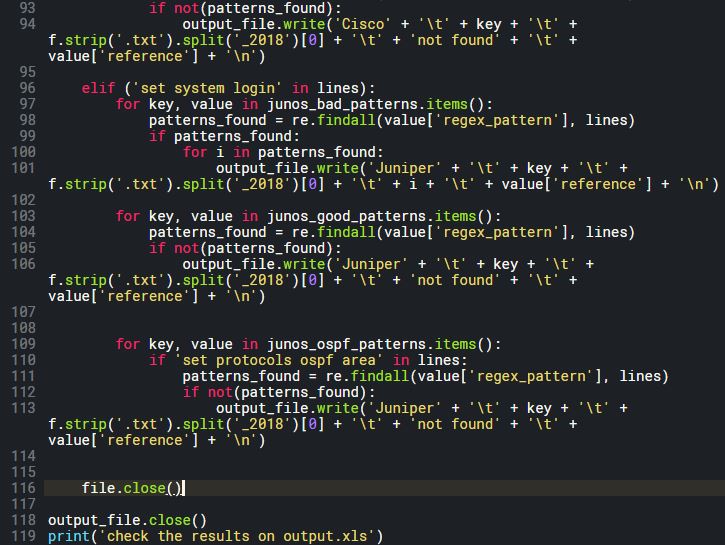 93             if not(patterns_found):
94                 output_file.write('Cisco' + '\t' + key + '\t' +
f.strip('.txt').split('_2018')[0] + '\t' + 'not found' + '\t' +
value['reference'] + '\n')
95
96     elif ('set system login' in lines):
97         for key, value in junos_bad_patterns.items():
98             patterns_found = re.findall(value['regex_pattern'], lines)
99             if patterns_found:
100                 for i in patterns_found:
101                     output_file.write('Juniper' + '\t' + key + '\t' +
f.strip('.txt').split('_2018')[0] + '\t' + i + '\t' + value['reference'] + '\n')
102
103         for key, value in junos_good_patterns.items():
104             patterns_found = re.findall(value['regex_pattern'], lines)
105             if not(patterns_found):
106                 output_file.write('Juniper' + '\t' + key + '\t' +
f.strip('.txt').split('_2018')[0] + '\t' + 'not found' + '\t' +
value['reference'] + '\n')
107
108
109         for key, value in junos_ospf_patterns.items():
110             if 'set protocols ospf area' in lines:
111                 patterns_found = re.findall(value['regex_pattern'], lines)
112                 if not(patterns_found):
113                     output_file.write('Juniper' + '\t' + key + '\t' +
f.strip('.txt').split('_2018')[0] + '\t' + 'not found' + '\t' +
value['reference'] + '\n')
114
115
116     file.close()
117
118 output_file.close()
119 print('check the results on output.xls')